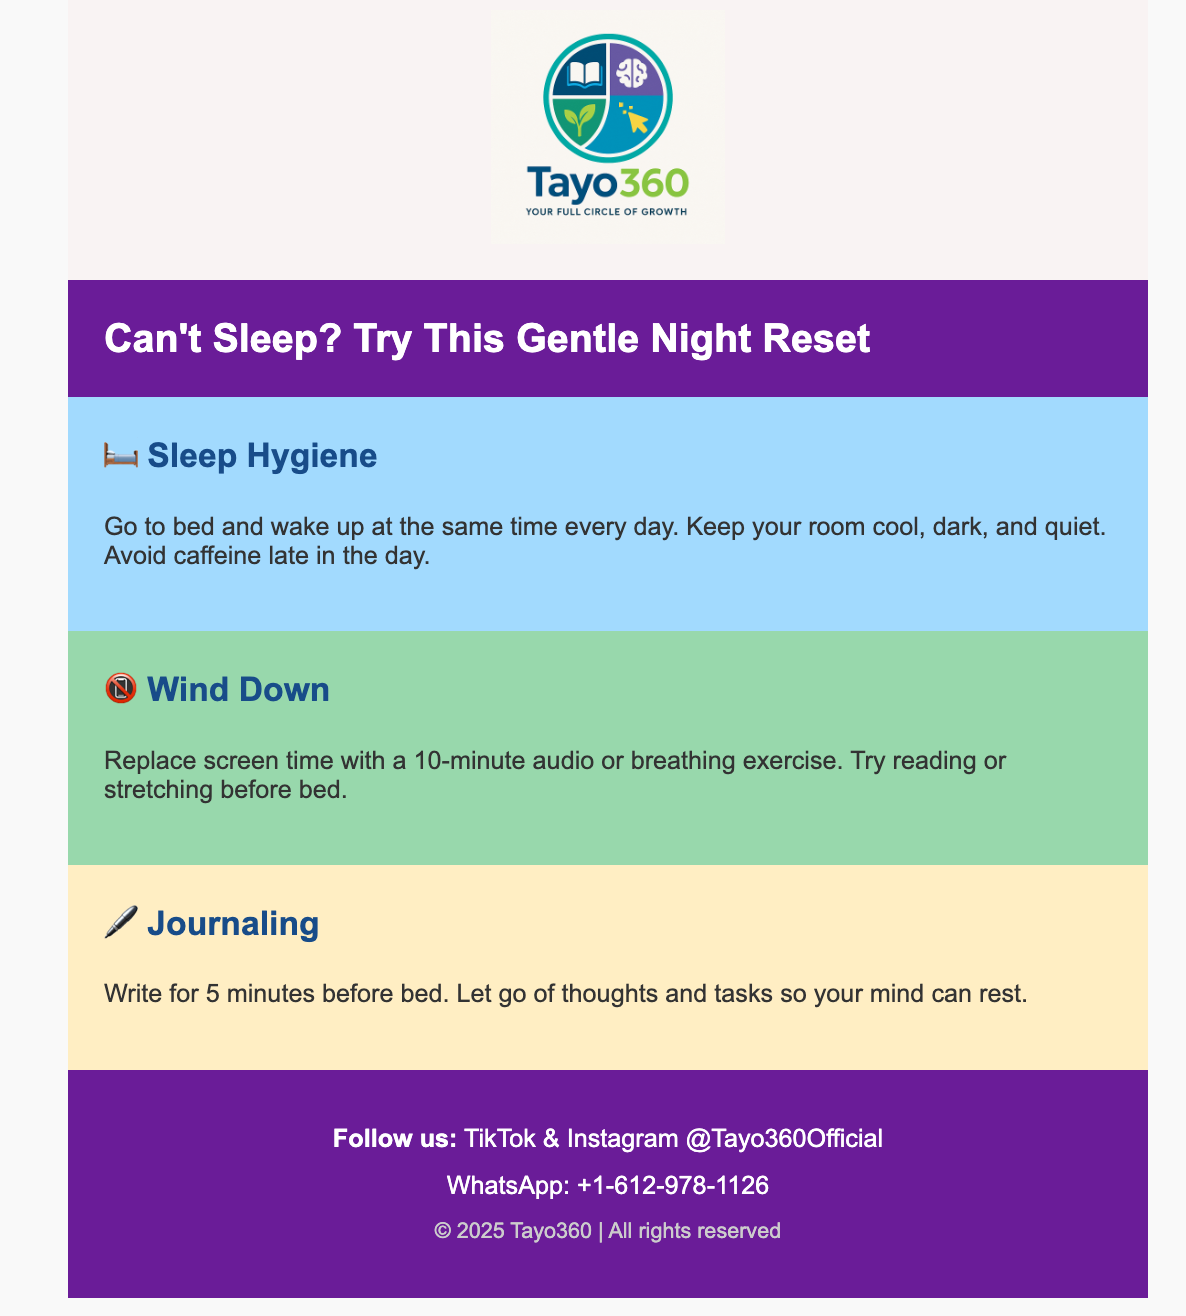 Tayo360
YOUR FULL CIRCLE OF GROWTH
Can't Sleep? Try This Gentle Night Reset
🛏️ Sleep Hygiene
Go to bed and wake up at the same time every day. Keep your room cool, dark, and quiet.
Avoid caffeine late in the day.
📵 Wind Down
Replace screen time with a 10-minute audio or breathing exercise. Try reading or
stretching before bed.
🖋️ Journaling
Write for 5 minutes before bed. Let go of thoughts and tasks so your mind can rest.
Follow us: TikTok & Instagram @Tayo360Official
WhatsApp: +1-612-978-1126
© 2025 Tayo360 | All rights reserved